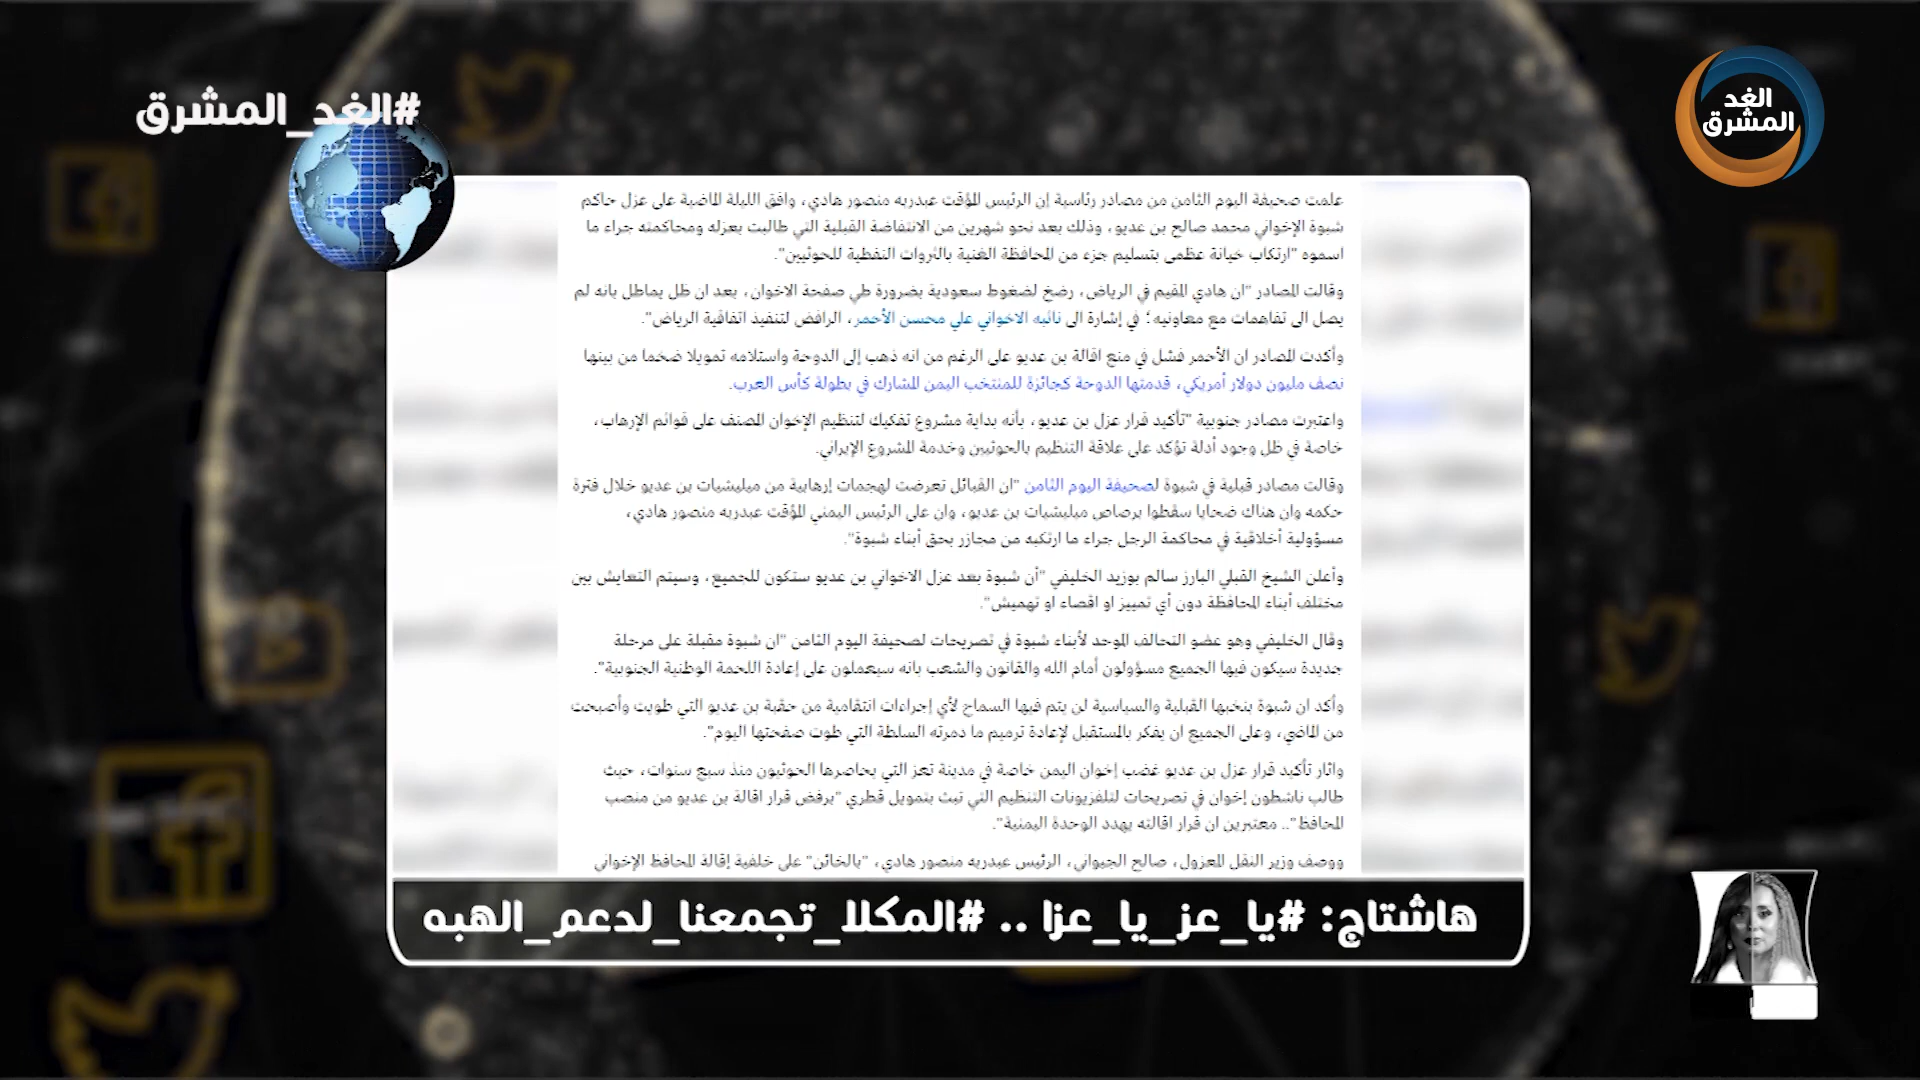 #الغد_المشرق
الغد
المشرق
علمت صحيفة اليوم الثامن من مصادر رئاسية إن الرئيس المؤقت عبدربه منصور هادي، وافق الليلة الماضية على عزل حاكم
شبوة الإخواني محمد صالح بن عديو، وذلك بعد نحو شهرين من الانتفاضة القبلية التي طالبت بعزله ومحاكمته جراء ما
اسموه "ارتكاب خيانة عظمى بتسليم جزء من المحافظة الغنية بالثروات النفطية للحوثيين".
وقالت المصادر "ان هادي المقيم في الرياض، رضخ لضغوط سعودية بضرورة طي صفحة الاخوان، بعد ان ظل يماطل بانه لم
يصل الى تفاهمات مع معاونيه؛ في إشارة الى نائبه الاخواني علي محسن الأحمر، الرافض لتنفيذ اتفاقية الرياض".
وأكدت المصادر ان الأحمر فشل في منع اقالة بن عديو على الرغم من انه ذهب إلى الدوحة واستلامه تمويلا ضخما من بينها
نصف مليون دولار أمريكي، قدمتها الدوحة كجائزة للمنتخب اليمن المشارك في بطولة كأس العرب.
واعتبرت مصادر جنوبية "تأكيد قرار عزل بن عديو، بأنه بداية مشروع تفكيك لتنظيم الإخوان المصنف على قوائم الإرهاب،
خاصة في ظل وجود أدلة تؤكد على علاقة التنظيم بالحوثيين وخدمة المشروع الإيراني.
وقالت مصادر قبلية في شبوة لصحيفة اليوم الثامن "ان القبائل تعرضت لهجمات إرهابية من ميليشيات بن عديو خلال فترة
حكمه وان هناك ضحايا سقطوا برصاص ميليشيات بن عديو، وان على الرئيس اليمني المؤقت عبدربه منصور هادي،
مسؤولية أخلاقية في محاكمة الرجل جراء ما ارتكبه من مجازر بحق أبناء شبوة".
وأعلن الشيخ القبلي البارز سالم بوزيد الخليفي "أن شبوة بعد عزل الاخواني بن عديو ستكون للجميع، وسيتم التعايش بين
مختلف أبناء المحافظة دون أي تمييز او اقصاء او تهميش".
وقال الخليفي وهو عضو التحالف الموحد لأبناء شبوة في تصريحات لصحيفة اليوم الثامن "ان شبوة مقبلة على مرحلة
جديدة سيكون فيها الجميع مسؤولون أمام الله والقانون والشعب بانه سيعملون على إعادة اللحمة الوطنية الجنوبية".
وأكد ان شبوة بنخبها القبلية والسياسية لن يتم فيها السماح لأي إجراءات انتقامية من حقبة بن عديو التي طويت وأصبحت
من الماضي، وعلى الجميع ان يفكر بالمستقبل لإعادة ترميم ما دمرته السلطة التي طوت صفحتها اليوم".
واثار تأكيد قرار عزل بن عديو غضب إخوان اليمن خاصة في مدينة تعز التي يحاصرها الحوثيون منذ سبع سنوات، حيث
طالب ناشطون إخوان في تصريحات لتلفزيونات التنظيم التي تبث بتمويل قطري "برفض قرار اقالة بن عديو من منصب
المحافظ".. معتبرين ان قرار اقالته يهدد الوحدة اليمنية".
ووصف وزير النقل المعزول، صالح الجبواني، الرئيس عبدربه منصور هادي، "بالخائن" على خلفية إقالة المحافظ الإخواني
هاشتاج: #يا_عز_يا_عزا .. #المكلا_تجمعنا_لدعم_الهبه